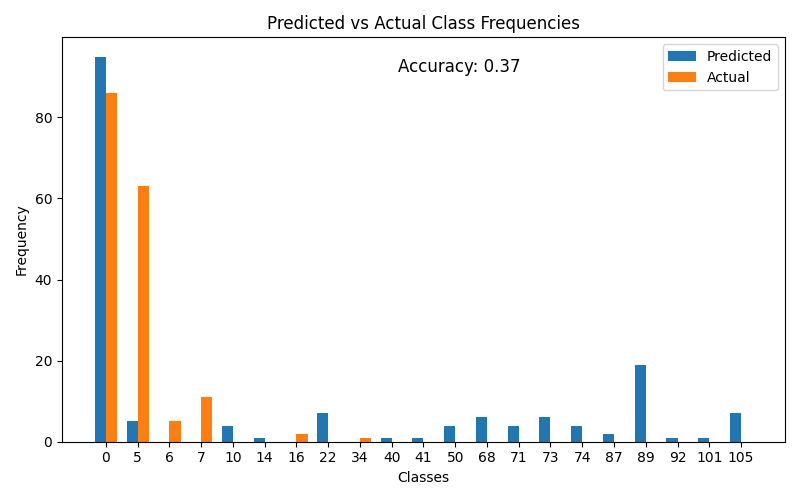 Predicted vs Actual Class Frequencies
Accuracy: 0.37
Predicted
Actual
Frequency
80
60
40
20
0
0 5 6 7 10 14 16 22 34 40 41 50 68 71 73 74 87 89 92 101 105
Classes